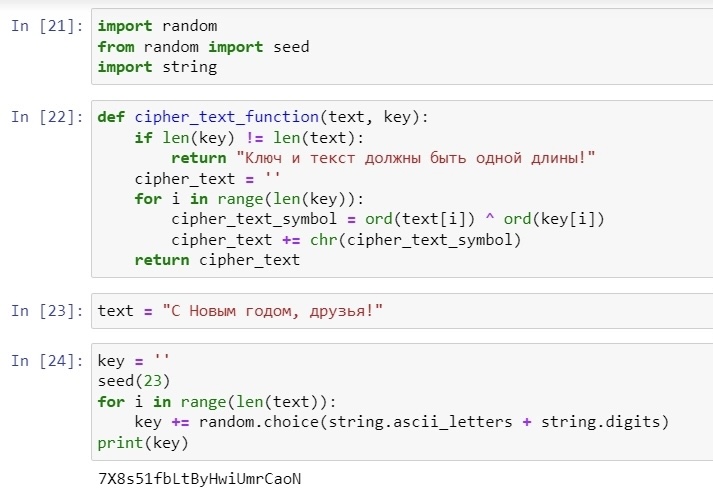 In [21]: import random
from random import seed
import string
In [22]: def cipher_text_function(text, key):
    if len(key) != len(text):
        return "Ключ и текст должны быть одной длины!"
    cipher_text = ''
    for i in range(len(key)):
        cipher_text_symbol = ord(text[i]) ^ ord(key[i])
        cipher_text += chr(cipher_text_symbol)
    return cipher_text
In [23]: text = "С Новым годом, друзья!"
In [24]: key = ''
seed(23)
for i in range(len(text)):
    key += random.choice(string.ascii_letters + string.digits)
print(key)
7X8s51fbLtByHwiUmrCaoN